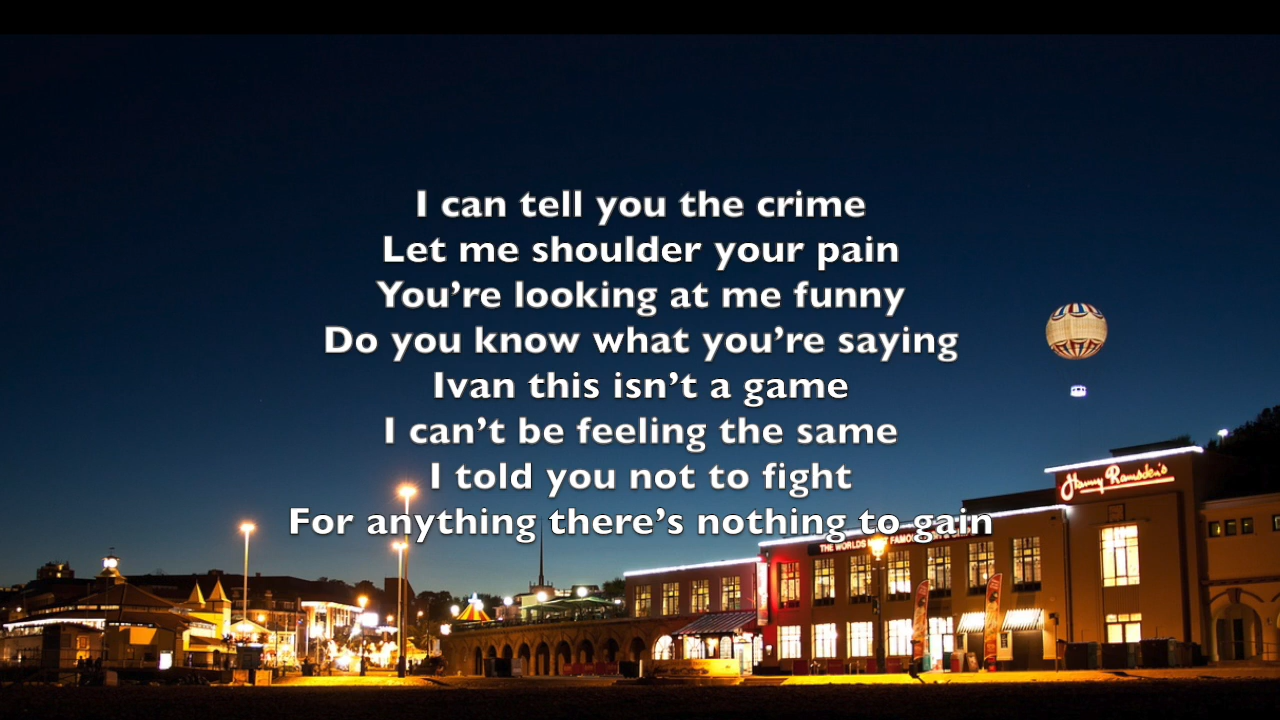 I can tell you the crime
Let me shoulder your pain
You’re looking at me funny
Do you know what you’re saying
Ivan this isn’t a game
I can’t be feeling the same
I told you not to fight
For anything there’s nothing to gain
Harry Ramsden's
THE WORLDS MOST FAMOUS